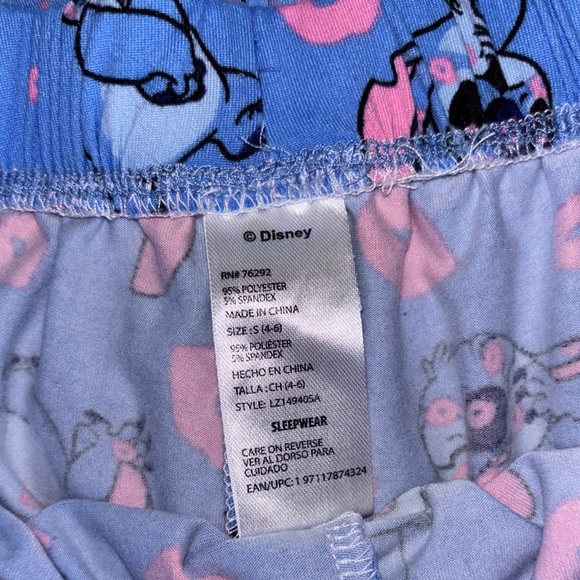 © Disney
RN# 76292
95% POLYESTER
5% SPANDEX
MADE IN CHINA
SIZE : S (4-6)
95% POLIÉSTER
5% SPANDEX
HECHO EN CHINA
TALLA : CH (4-6)
STYLE: LZ149405A
SLEEPWEAR
CARE ON REVERSE
VER AL DORSO PARA
CUIDADO
EAN/UPC: 1 97117874324